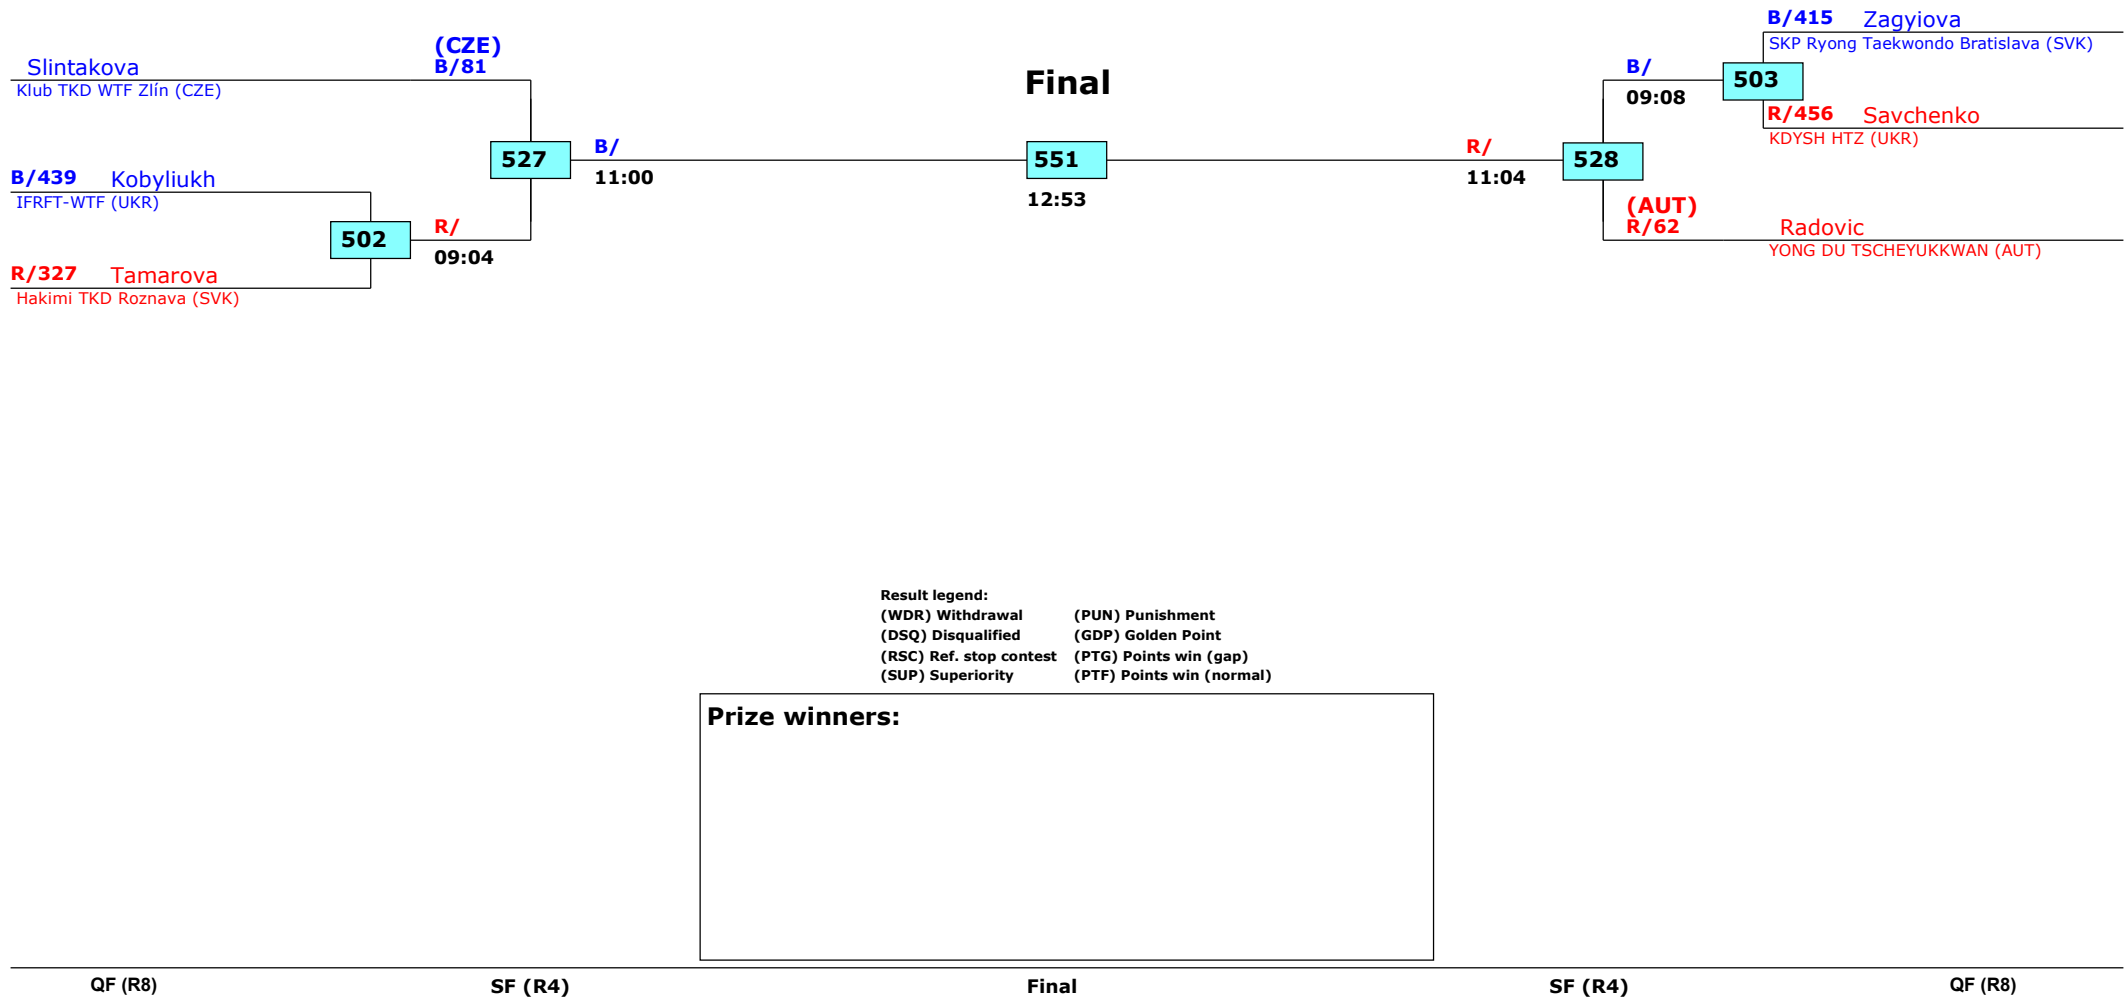 Slintakova
Klub TKD WTF Zlín (CZE)
(CZE)
B/81
B/439 Kobyliukh
IFRFT-WTF (UKR)
R/327 Tamarova
Hakimi TKD Roznava (SVK)
502
R/
09:04
527
B/
11:00
Final
551
12:53
R/
11:04
528
B/
09:08
503
B/415 Zagyiova
SKP Ryong Taekwondo Bratislava (SVK)
R/456 Savchenko
KDYSH HTZ (UKR)
(AUT)
R/62 Radovic
YONG DU TSCHEYUKKWAN (AUT)
Result legend:
(WDR) Withdrawal (PUN) Punishment
(DSQ) Disqualified (GDP) Golden Point
(RSC) Ref. stop contest (PTG) Points win (gap)
(SUP) Superiority (PTF) Points win (normal)
Prize winners:
QF (R8) SF (R4) Final SF (R4) QF (R8)